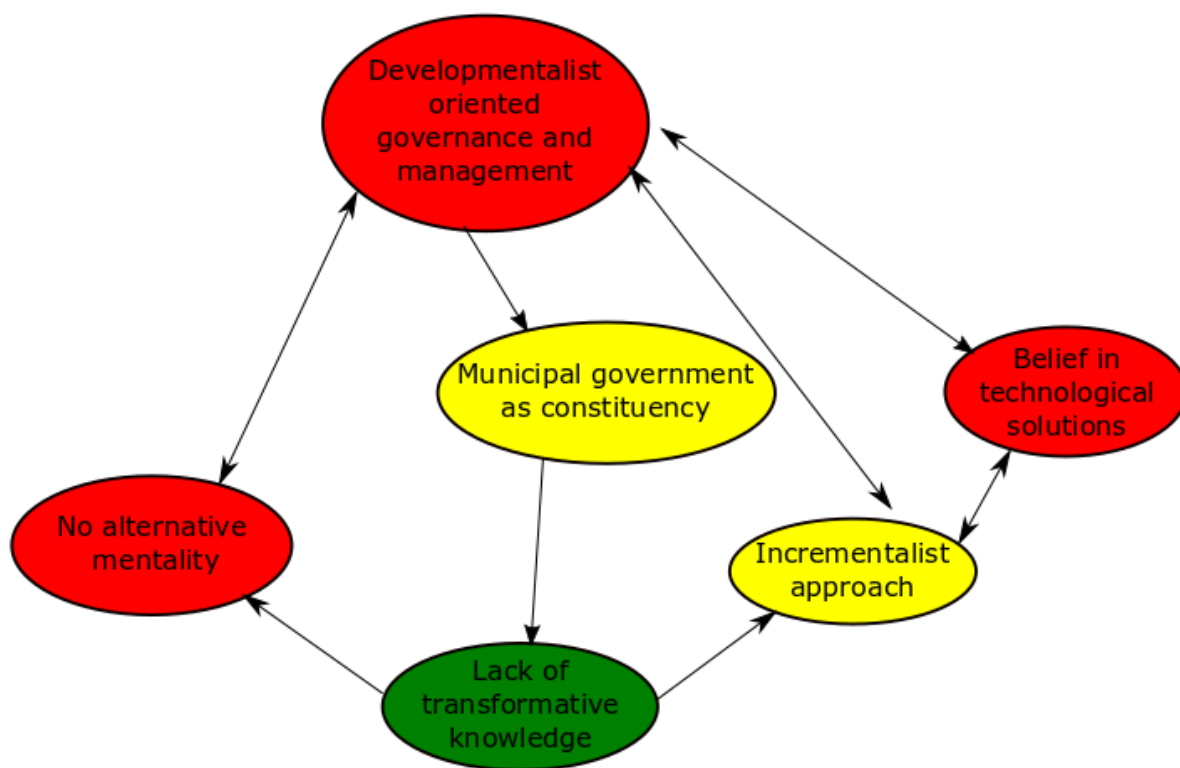 Developmentalist
oriented
governance and
management
Municipal government
as constituency
Belief in
technological
solutions
No alternative
mentality
Incrementalist
approach
Lack of
transformative
knowledge